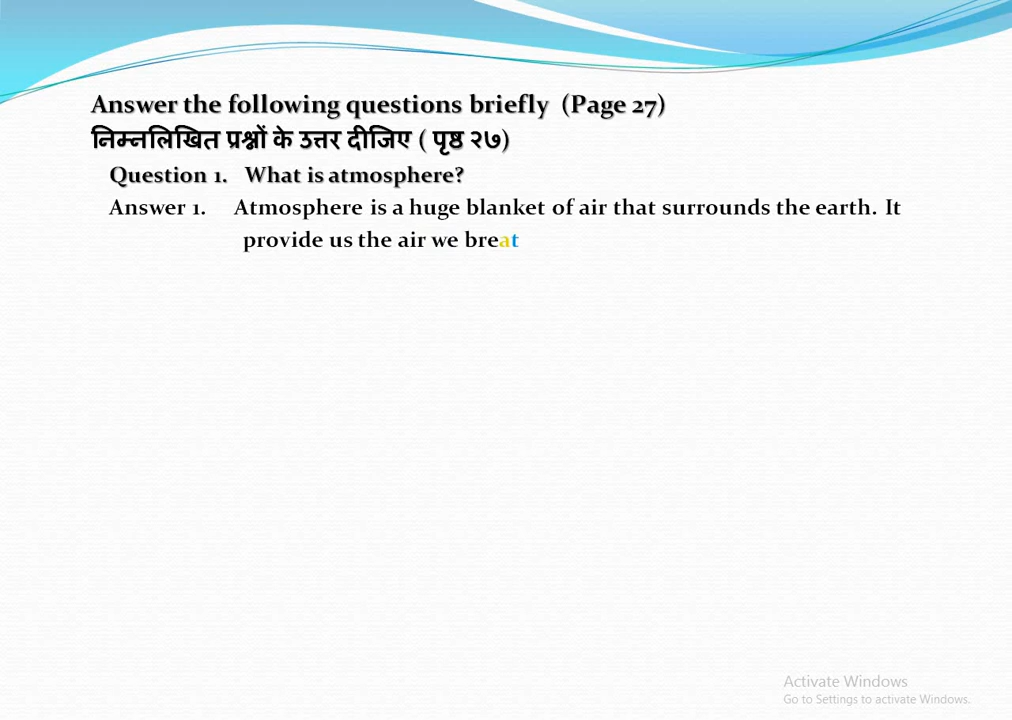 Answer the following questions briefly (Page 27)
निम्नलिखित प्रश्नों के उत्तर दीजिए ( पृष्ठ २७)
Question 1. What is atmosphere?
Answer 1. Atmosphere is a huge blanket of air that surrounds the earth. It
provide us the air we breat
Activate Windows
Go to Settings to activate Windows.